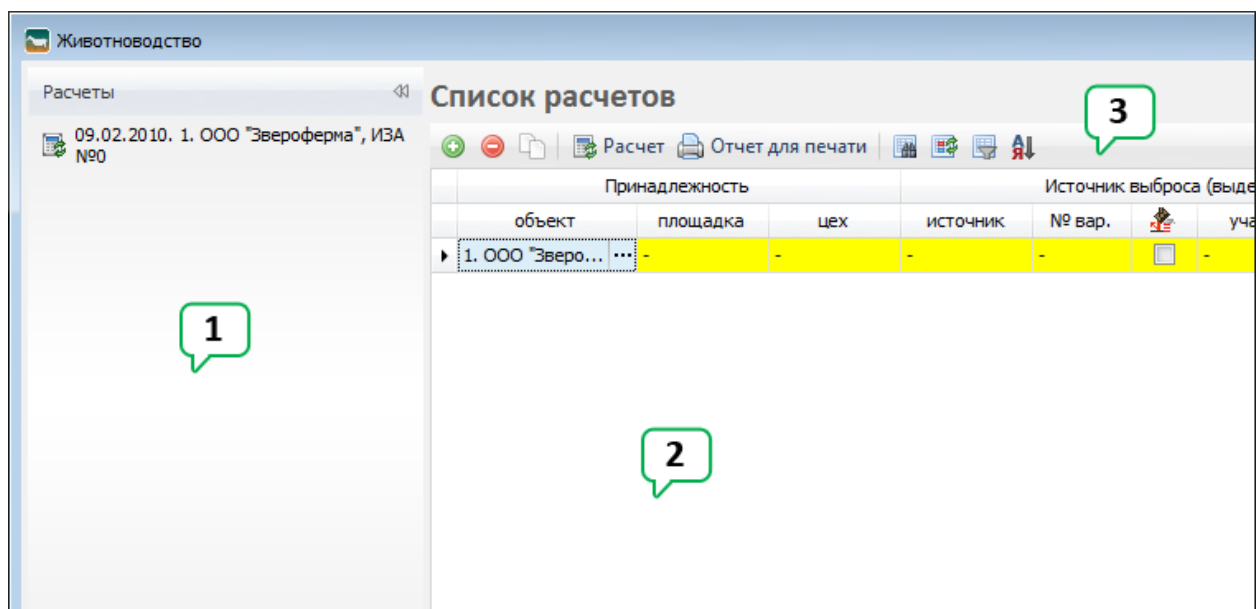 Животноводство
Расчеты
09.02.2010. 1. ООО "Звероферма", ИЗА
№0
1
Список расчетов
3
Расчет Отчет для печати
Принадлежность Источник выброса (выде
объект площадка цех источник № вар. уча
1. ООО "Зверо... ... - - - - -
2